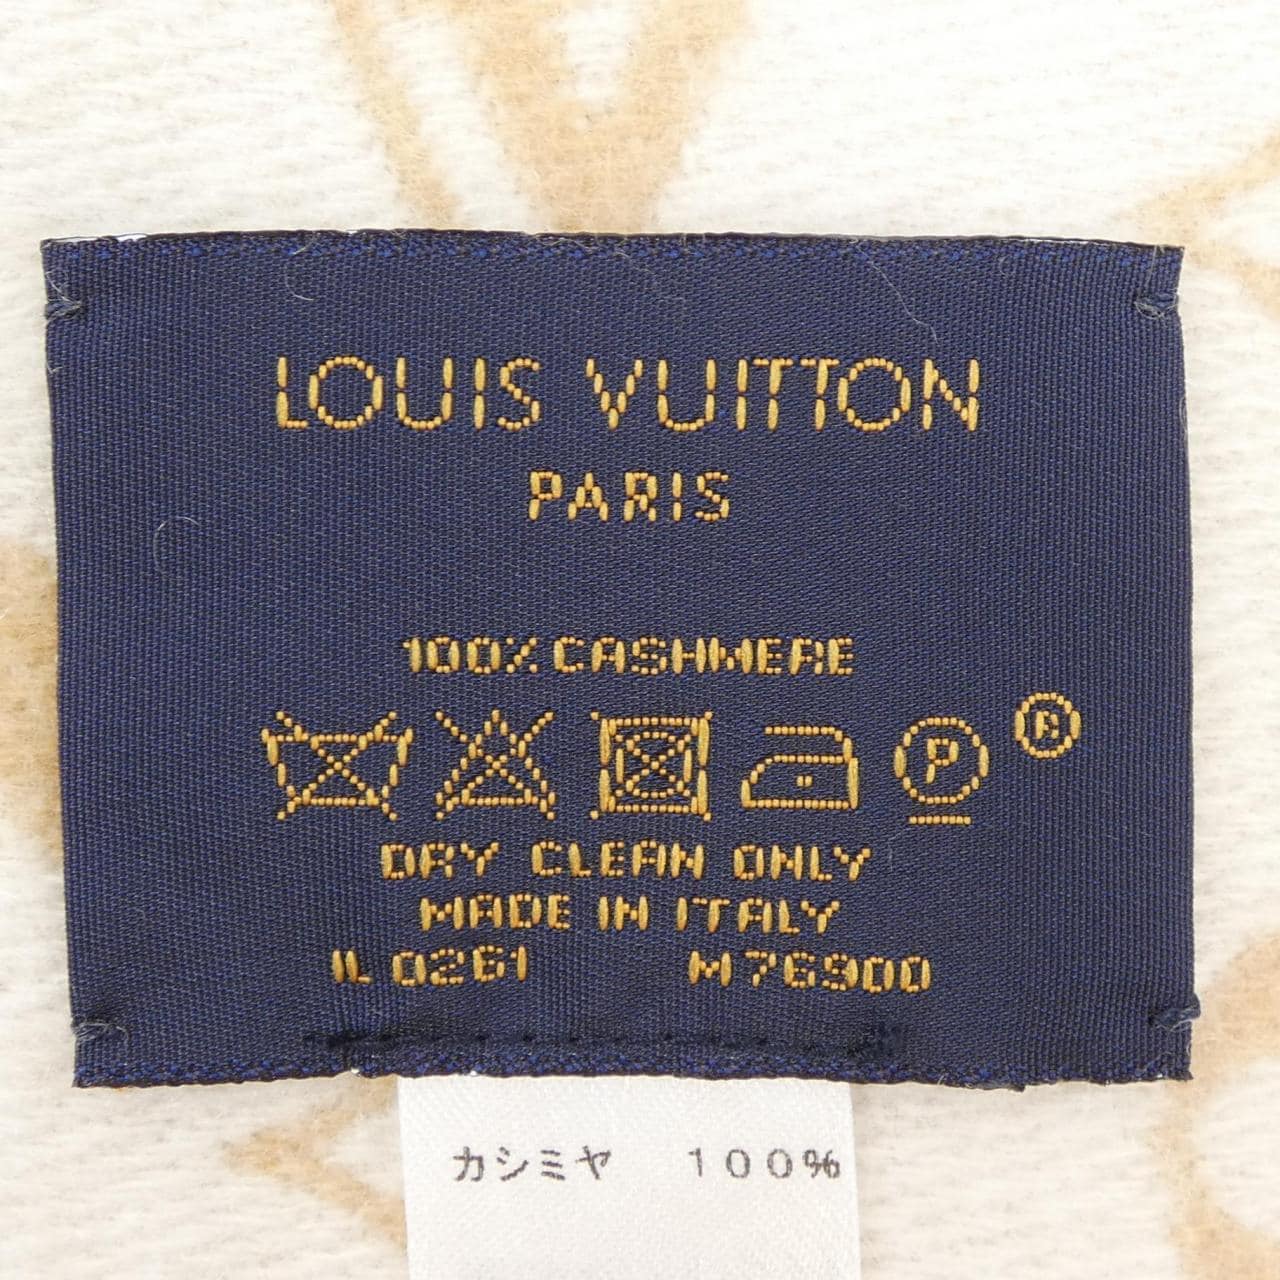 LOUIS VUITTON
PARIS
100% CASHMERE
P ®
DRY CLEAN ONLY
MADE IN ITALY
IL 0261 M76900
カシミヤ 100%